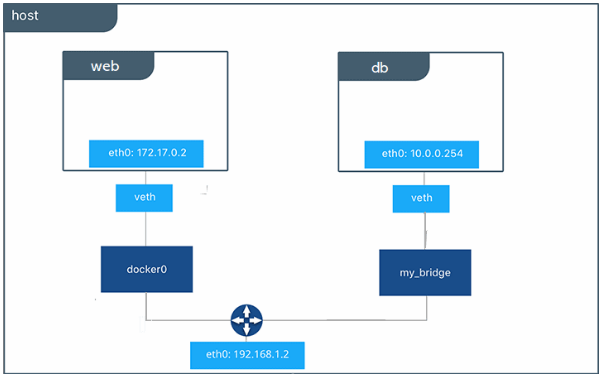 host
web
db
eth0: 172.17.0.2
eth0: 10.0.0.254
veth
veth
docker0
my_bridge
eth0: 192.168.1.2